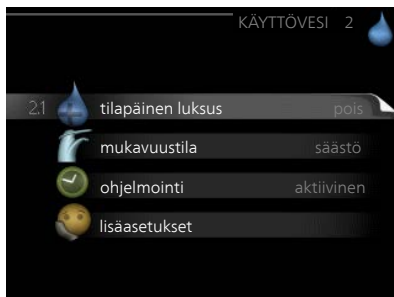 KÄYTTÖVESI 2
2.1 tilapäinen luksus pois
mukavuustila säästö
ohjelmointi aktiivinen
lisäasetukset